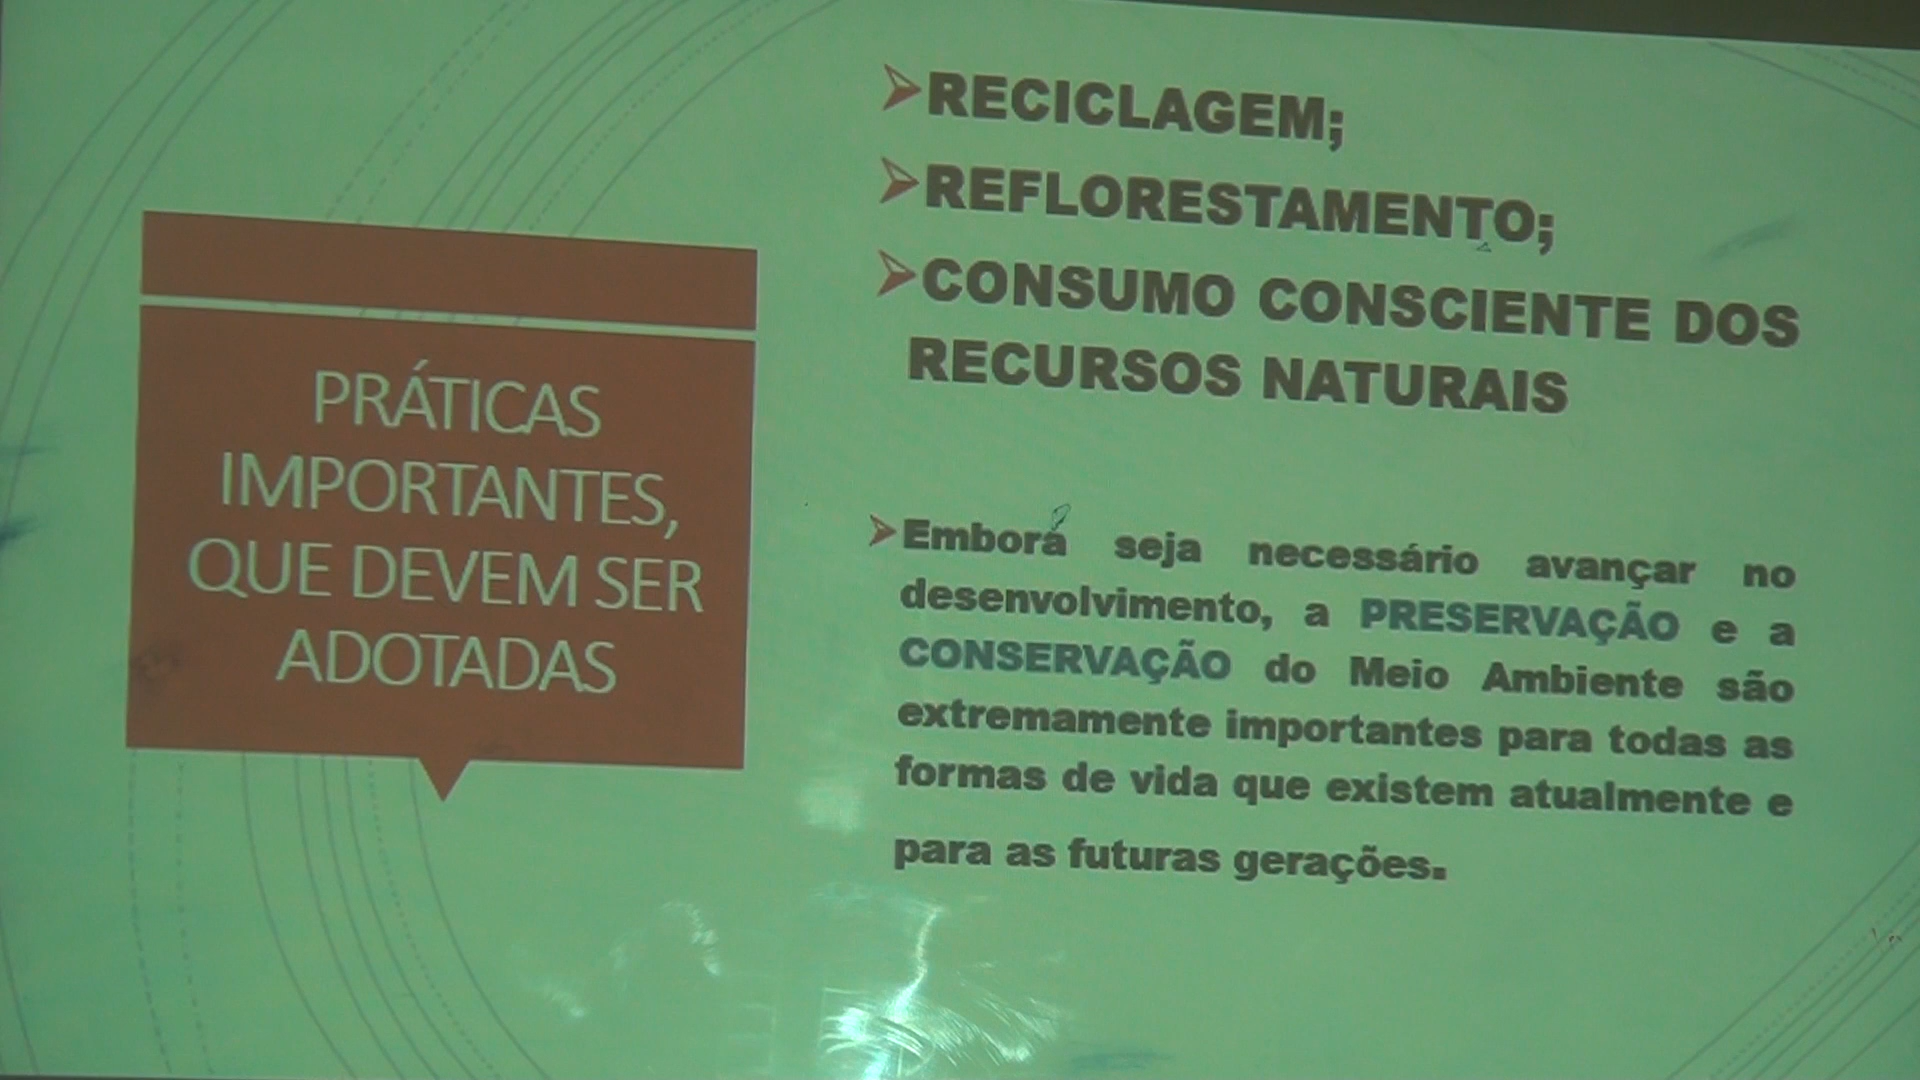 PRÁTICAS
IMPORTANTES,
QUE DEVEM SER
ADOTADAS
RECICLAGEM;
REFLORESTAMENTO;
CONSUMO CONSCIENTE DOS
RECURSOS NATURAIS
Embora seja necessário avançar no
desenvolvimento, a PRESERVAÇÃO e a
CONSERVAÇÃO do Meio Ambiente são
extremamente importantes para todas as
formas de vida que existem atualmente e
para as futuras gerações.